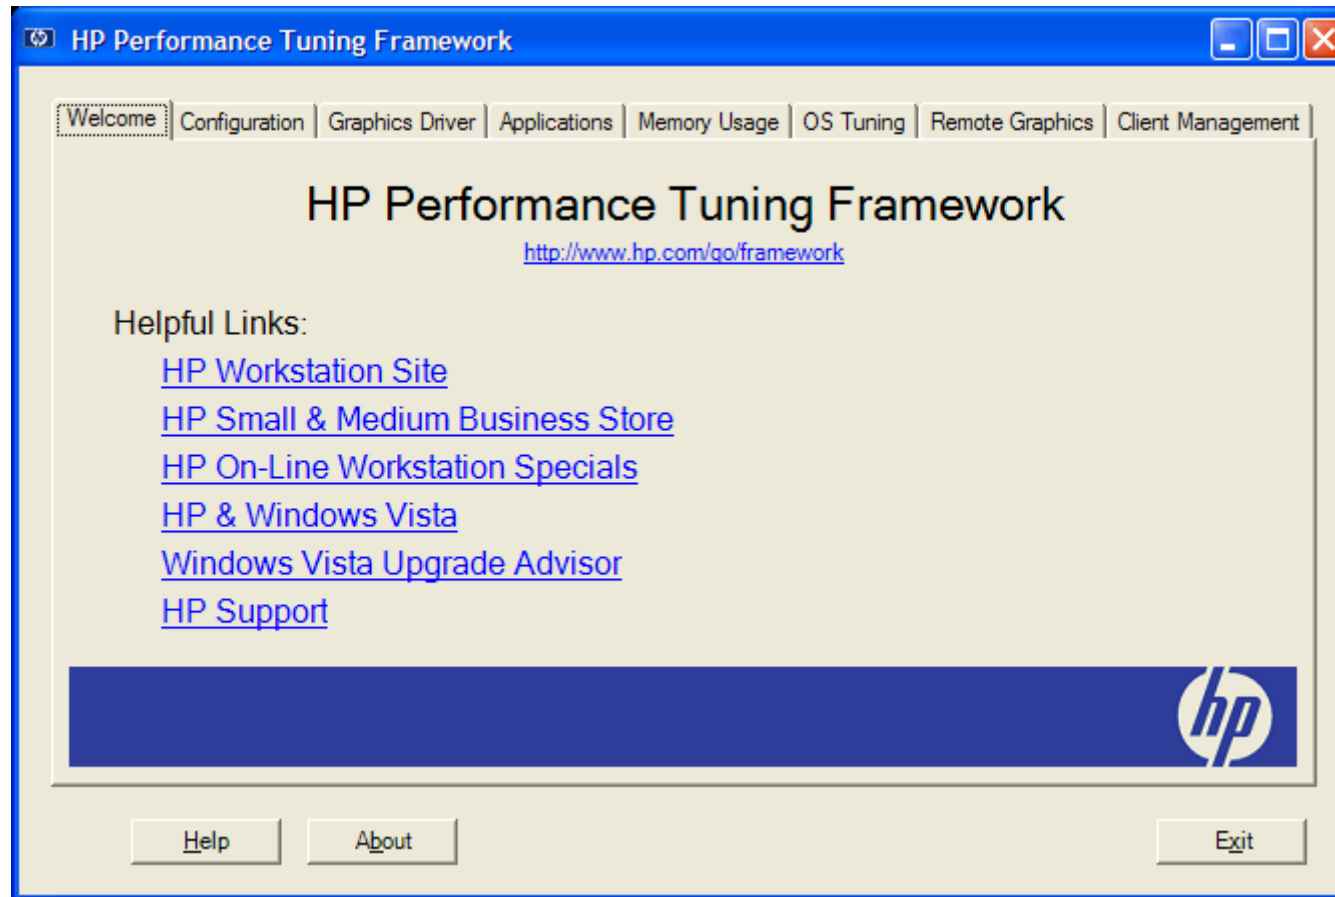 HP Performance Tuning Framework
Welcome Configuration Graphics Driver Applications Memory Usage OS Tuning Remote Graphics Client Management
HP Performance Tuning Framework
http://www.hp.com/go/framework
Helpful Links:
HP Workstation Site
HP Small & Medium Business Store
HP On-Line Workstation Specials
HP & Windows Vista
Windows Vista Upgrade Advisor
HP Support
hp
Help About Exit